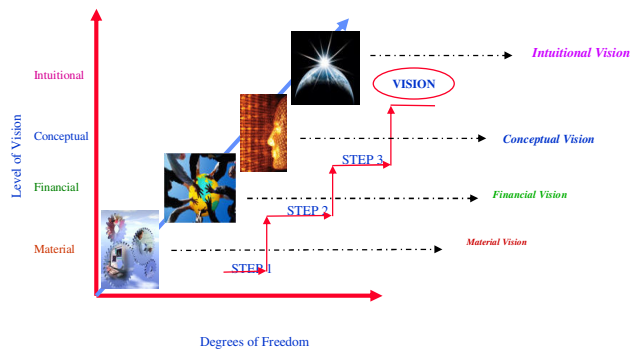 Intuitional
Intuitional Vision
VISION
Conceptual
Conceptual Vision
STEP 3
Financial
Financial Vision
STEP 2
Material
Material Vision
STEP 1
Level of Vision
Degrees of Freedom